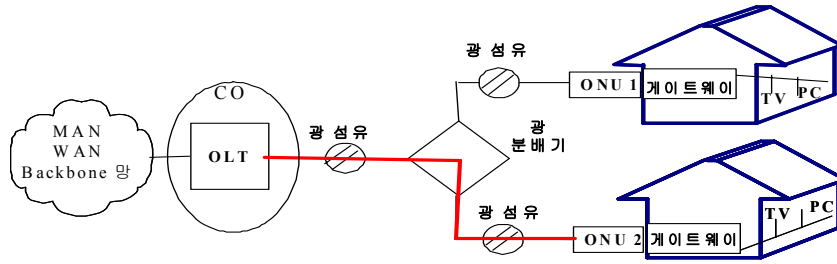 MAN
WAN
Backbone 망
CO
OLT
광 섬유
광
분배기
광 섬유
ONU 1
게이트웨이
TV
PC
광 섬유
ONU 2
게이트웨이
TV
PC